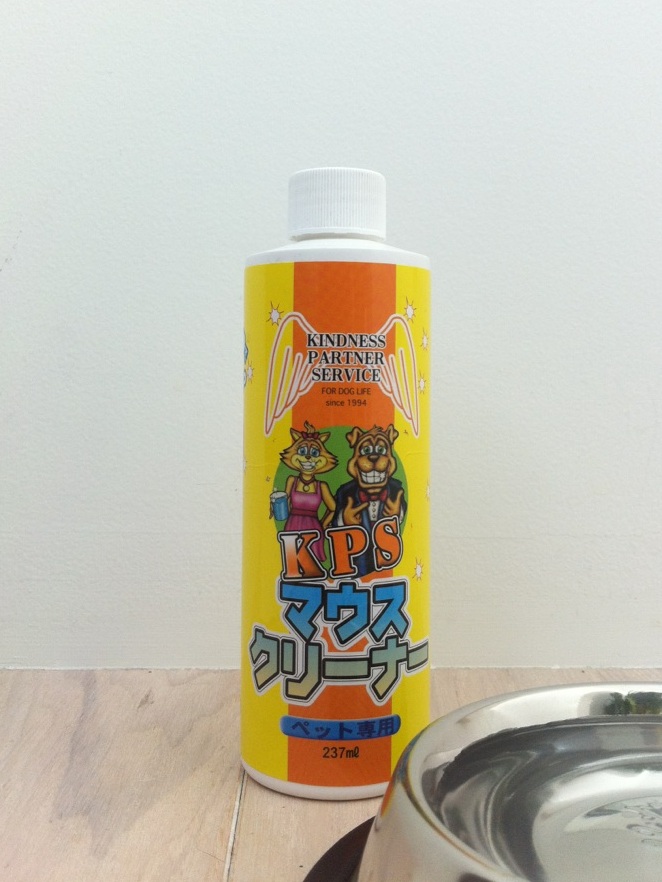 KINDNESS
PARTNER
SERVICE
FOR DOG LIFE
since 1994
KPS
マウス
クリーナー
ペット専用
237ml